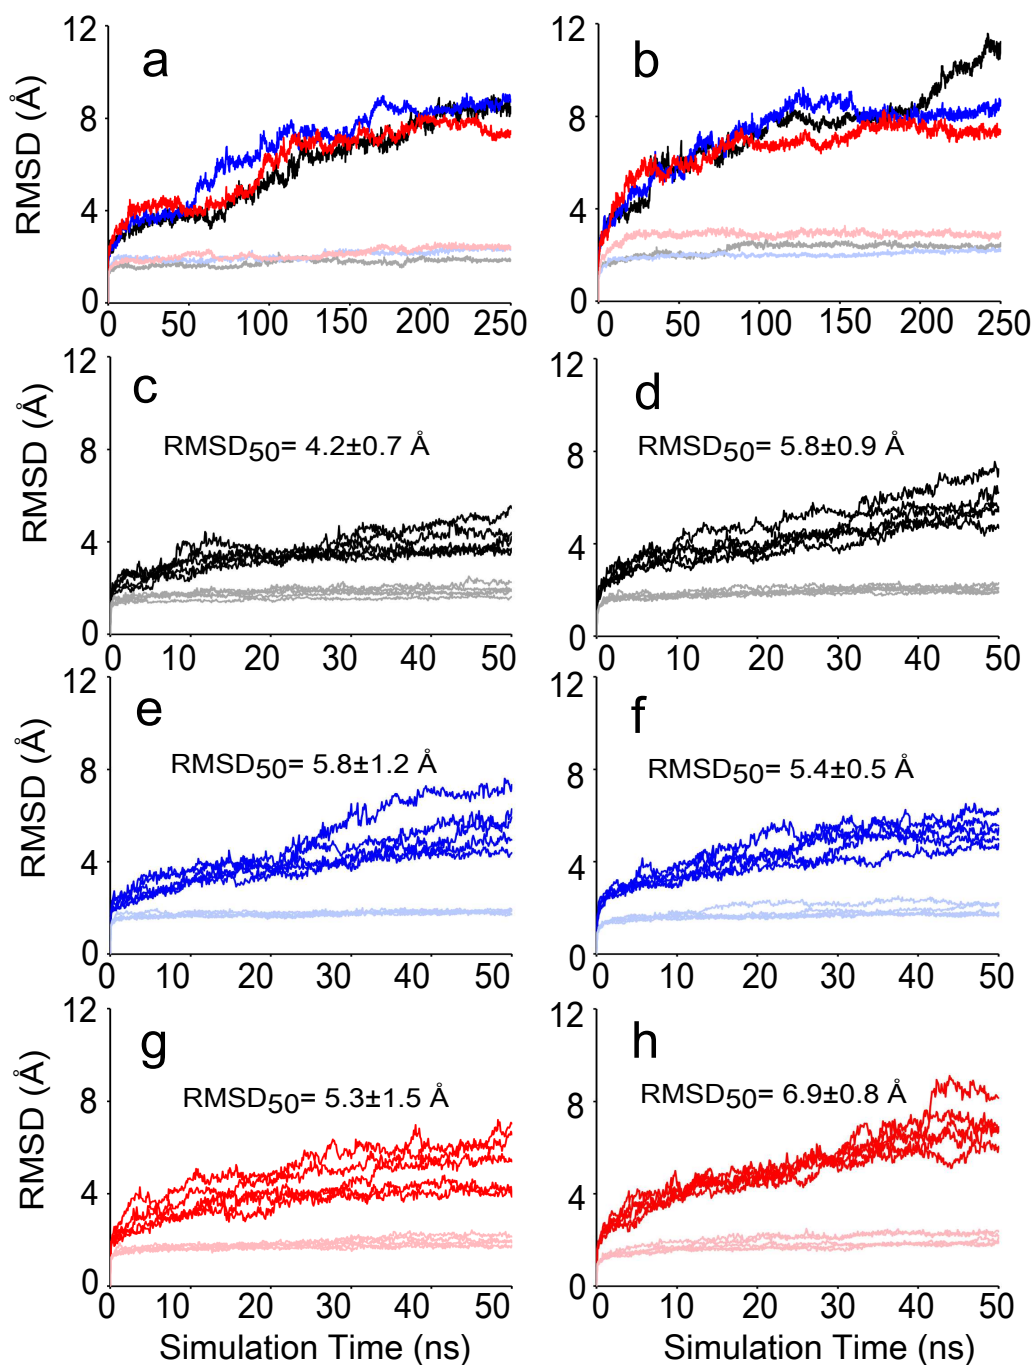 a
b
RMSD (Å)
12
8
4
0
0 50 100 150 200 250
12
8
4
0
0 50 100 150 200 250
c
d
RMSD50= 4.2±0.7 Å
RMSD50= 5.8±0.9 Å
RMSD (Å)
12
8
4
0
0 10 20 30 40 50
12
8
4
0
0 10 20 30 40 50
e
f
RMSD50= 5.8±1.2 Å
RMSD50= 5.4±0.5 Å
RMSD (Å)
12
8
4
0
0 10 20 30 40 50
12
8
4
0
0 10 20 30 40 50
g
h
RMSD50= 5.3±1.5 Å
RMSD50= 6.9±0.8 Å
RMSD (Å)
12
8
4
0
0 10 20 30 40 50
12
8
4
0
0 10 20 30 40 50
Simulation Time (ns)
Simulation Time (ns)